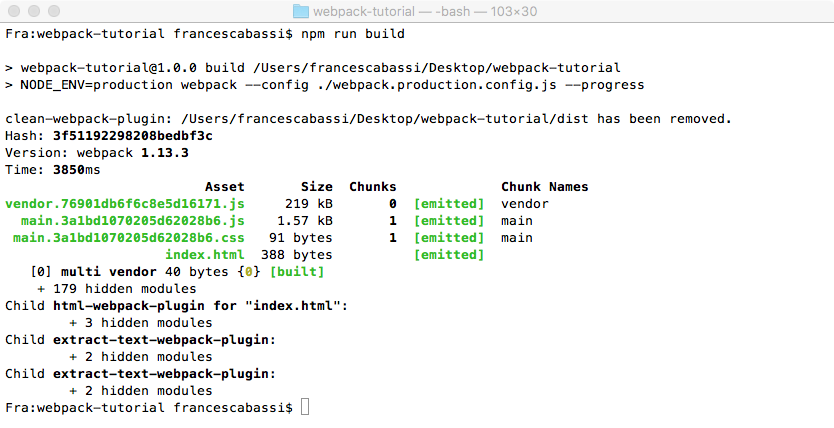 webpack-tutorial — -bash — 103×30
Fra:webpack-tutorial francescabassi$ npm run build
> webpack-tutorial@1.0.0 build /Users/francescabassi/Desktop/webpack-tutorial
> NODE_ENV=production webpack --config ./webpack.production.config.js --progress
clean-webpack-plugin: /Users/francescabassi/Desktop/webpack-tutorial/dist has been removed.
Hash: 3f51192298208bedbf3c
Version: webpack 1.13.3
Time: 3850ms
Asset Size Chunks Chunk Names
vendor.76901db6f6c8e5d16171.js 219 kB 0 [emitted] vendor
main.3a1bd1070205d62028b6.js 1.57 kB 1 [emitted] main
main.3a1bd1070205d62028b6.css 91 bytes 1 [emitted] main
index.html 388 bytes [emitted]
[0] multi vendor 40 bytes {0} [built]
+ 179 hidden modules
Child html-webpack-plugin for "index.html":
+ 3 hidden modules
Child extract-text-webpack-plugin:
+ 2 hidden modules
Child extract-text-webpack-plugin:
+ 2 hidden modules
Fra:webpack-tutorial francescabassi$